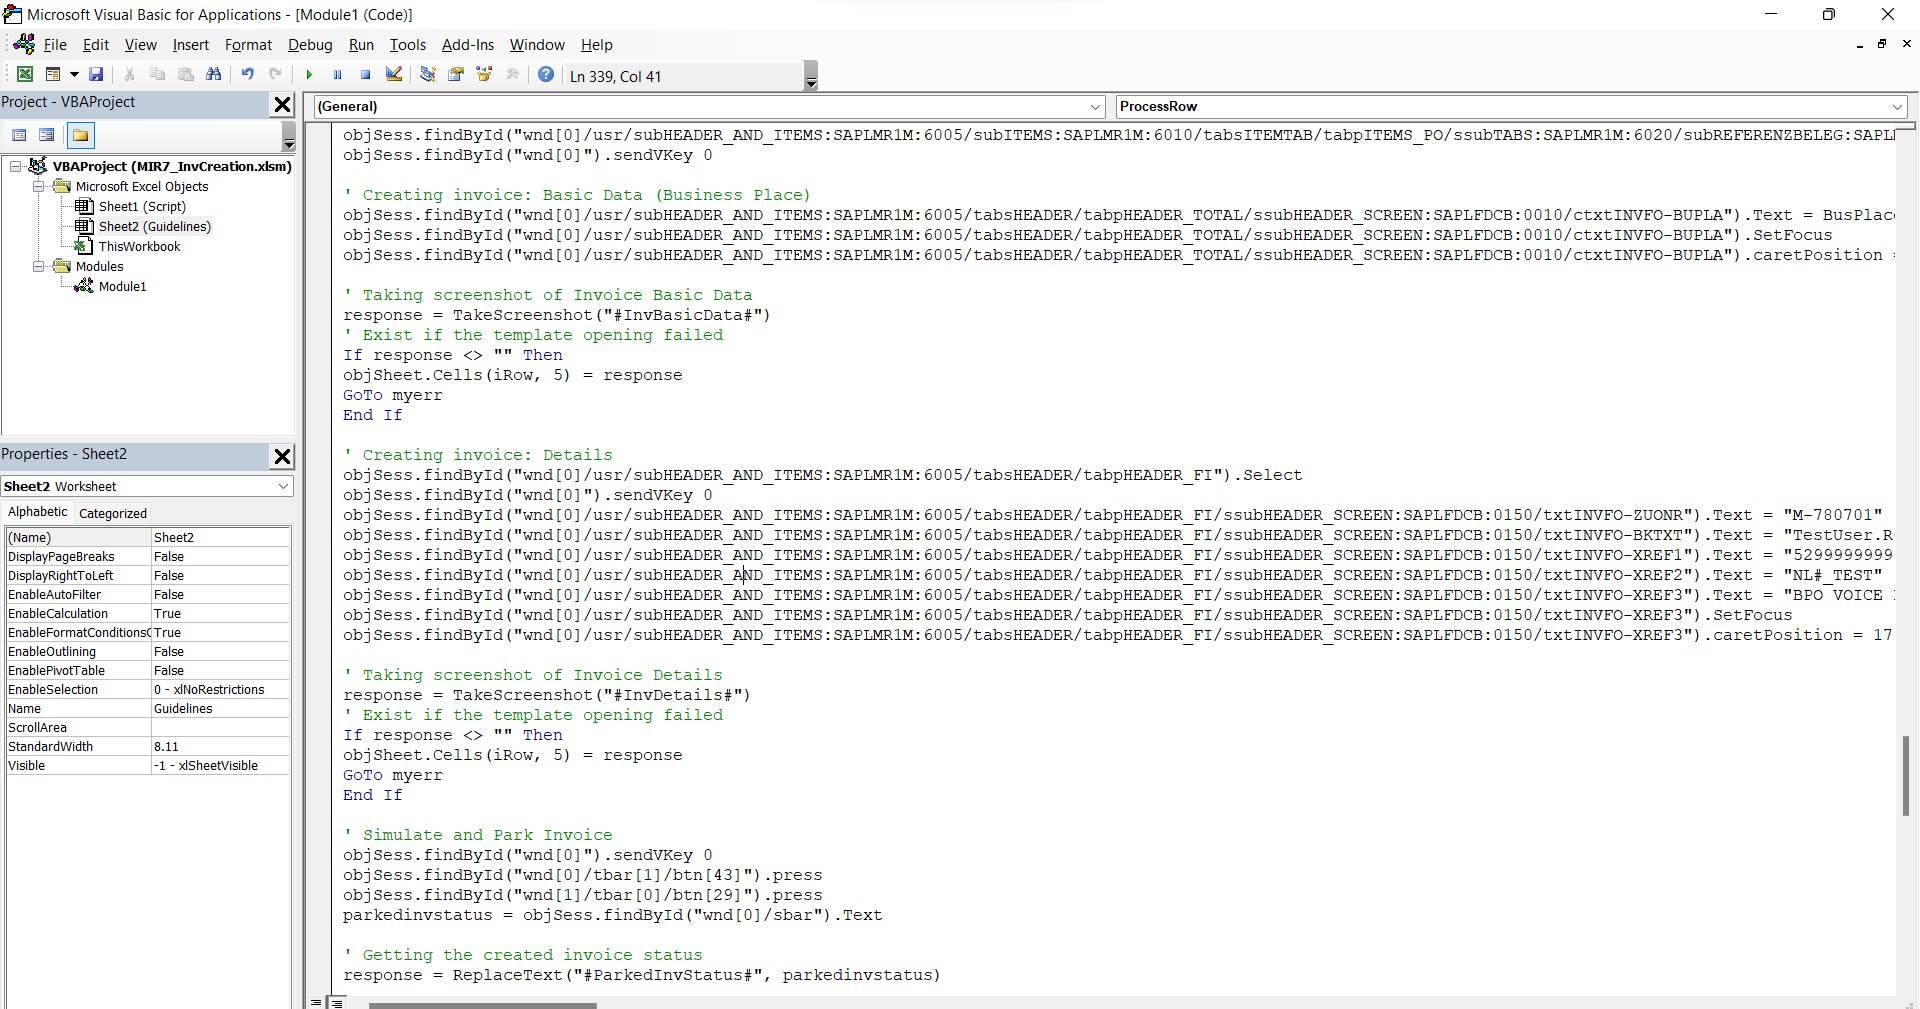 Microsoft Visual Basic for Applications - [Module1 (Code)]
File Edit View Insert Format Debug Run Tools Add-Ins Window Help
Ln 339, Col 41
Project - VBAProject
VBAProject (MIR7_InvCreation.xlsm)
Microsoft Excel Objects
Sheet1 (Script)
Sheet2 (Guidelines)
ThisWorkbook
Modules
Module1
Properties - Sheet2
Sheet2 Worksheet
Alphabetic Categorized
(Name) Sheet2
DisplayPageBreaks False
DisplayRightToLeft False
EnableAutoFilter False
EnableCalculation True
EnableFormatConditionsC True
EnableOutlining False
EnablePivotTable False
EnableSelection 0 - xlNoRestrictions
Name Guidelines
ScrollArea
StandardWidth 8.11
Visible -1 - xlSheetVisible
(General) ProcessRow
objSess.findById("wnd[0]/usr/subHEADER_AND_ITEMS:SAPLMR1M:6005/subITEMS:SAPLMR1M:6010/tabsITEMTAB/tabpITEMS_PO/ssubTABS:SAPLMR1M:6020/subREFERENZBELEG:SAPL
objSess.findById("wnd[0]").sendVKey 0
' Creating invoice: Basic Data (Business Place)
objSess.findById("wnd[0]/usr/subHEADER_AND_ITEMS:SAPLMR1M:6005/tabsHEADER/tabpHEADER_TOTAL/ssubHEADER_SCREEN:SAPLFDCB:0010/ctxtINVFO-BUPLA").Text = BusPlac
objSess.findById("wnd[0]/usr/subHEADER_AND_ITEMS:SAPLMR1M:6005/tabsHEADER/tabpHEADER_TOTAL/ssubHEADER_SCREEN:SAPLFDCB:0010/ctxtINVFO-BUPLA").SetFocus
objSess.findById("wnd[0]/usr/subHEADER_AND_ITEMS:SAPLMR1M:6005/tabsHEADER/tabpHEADER_TOTAL/ssubHEADER_SCREEN:SAPLFDCB:0010/ctxtINVFO-BUPLA").caretPosition =
' Taking screenshot of Invoice Basic Data
response = TakeScreenshot("#InvBasicData#")
' Exist if the template opening failed
If response <> "" Then
objSheet.Cells(iRow, 5) = response
GoTo myerr
End If
' Creating invoice: Details
objSess.findById("wnd[0]/usr/subHEADER_AND_ITEMS:SAPLMR1M:6005/tabsHEADER/tabpHEADER_FI").Select
objSess.findById("wnd[0]").sendVKey 0
objSess.findById("wnd[0]/usr/subHEADER_AND_ITEMS:SAPLMR1M:6005/tabsHEADER/tabpHEADER_FI/ssubHEADER_SCREEN:SAPLFDCB:0150/txtINVFO-ZUONR").Text = "M-780701"
objSess.findById("wnd[0]/usr/subHEADER_AND_ITEMS:SAPLMR1M:6005/tabsHEADER/tabpHEADER_FI/ssubHEADER_SCREEN:SAPLFDCB:0150/txtINVFO-BKTXT").Text = "TestUser.R
objSess.findById("wnd[0]/usr/subHEADER_AND_ITEMS:SAPLMR1M:6005/tabsHEADER/tabpHEADER_FI/ssubHEADER_SCREEN:SAPLFDCB:0150/txtINVFO-XREF1").Text = "5299999999
objSess.findById("wnd[0]/usr/subHEADER_AND_ITEMS:SAPLMR1M:6005/tabsHEADER/tabpHEADER_FI/ssubHEADER_SCREEN:SAPLFDCB:0150/txtINVFO-XREF2").Text = "NL#_TEST"
objSess.findById("wnd[0]/usr/subHEADER_AND_ITEMS:SAPLMR1M:6005/tabsHEADER/tabpHEADER_FI/ssubHEADER_SCREEN:SAPLFDCB:0150/txtINVFO-XREF3").Text = "BPO VOICE
objSess.findById("wnd[0]/usr/subHEADER_AND_ITEMS:SAPLMR1M:6005/tabsHEADER/tabpHEADER_FI/ssubHEADER_SCREEN:SAPLFDCB:0150/txtINVFO-XREF3").SetFocus
objSess.findById("wnd[0]/usr/subHEADER_AND_ITEMS:SAPLMR1M:6005/tabsHEADER/tabpHEADER_FI/ssubHEADER_SCREEN:SAPLFDCB:0150/txtINVFO-XREF3").caretPosition = 17
' Taking screenshot of Invoice Details
response = TakeScreenshot("#InvDetails#")
' Exist if the template opening failed
If response <> "" Then
objSheet.Cells(iRow, 5) = response
GoTo myerr
End If
' Simulate and Park Invoice
objSess.findById("wnd[0]").sendVKey 0
objSess.findById("wnd[0]/tbar[1]/btn[43]").press
objSess.findById("wnd[1]/tbar[0]/btn[29]").press
parkedinvstatus = objSess.findById("wnd[0]/sbar").Text
' Getting the created invoice status
response = ReplaceText("#ParkedInvStatus#", parkedinvstatus)